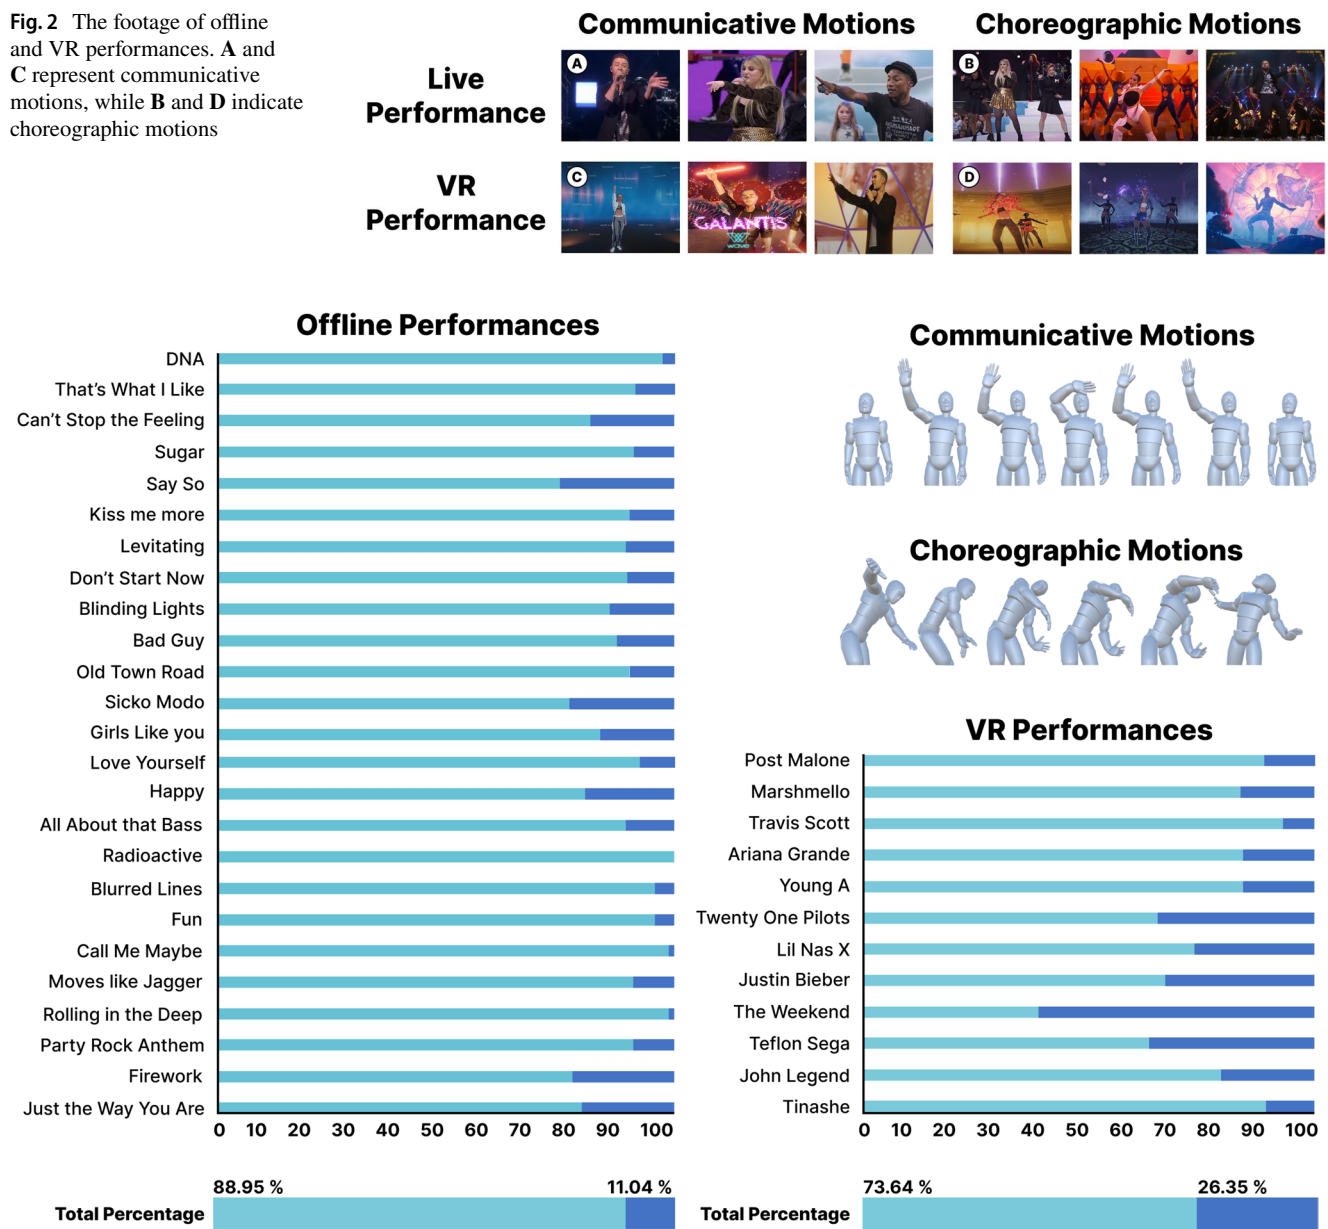 Fig. 2 The footage of offline
and VR performances. A and
C represent communicative
motions, while B and D indicate
choreographic motions
Communicative Motions
Choreographic Motions
Live
Performance
A
B
VR
Performance
C
GALANTIS
wave
D
Offline Performances
DNA
That's What I Like
Can't Stop the Feeling
Sugar
Say So
Kiss me more
Levitating
Don't Start Now
Blinding Lights
Bad Guy
Old Town Road
Sicko Modo
Girls Like you
Love Yourself
Happy
All About that Bass
Radioactive
Blurred Lines
Fun
Call Me Maybe
Moves like Jagger
Rolling in the Deep
Party Rock Anthem
Firework
Just the Way You Are
0 10 20 30 40 50 60 70 80 90 100
88.95 % 11.04 %
Total Percentage
Communicative Motions
Choreographic Motions
VR Performances
Post Malone
Marshmello
Travis Scott
Ariana Grande
Young A
Twenty One Pilots
Lil Nas X
Justin Bieber
The Weekend
Teflon Sega
John Legend
Tinashe
0 10 20 30 40 50 60 70 80 90 100
73.64 % 26.35 %
Total Percentage